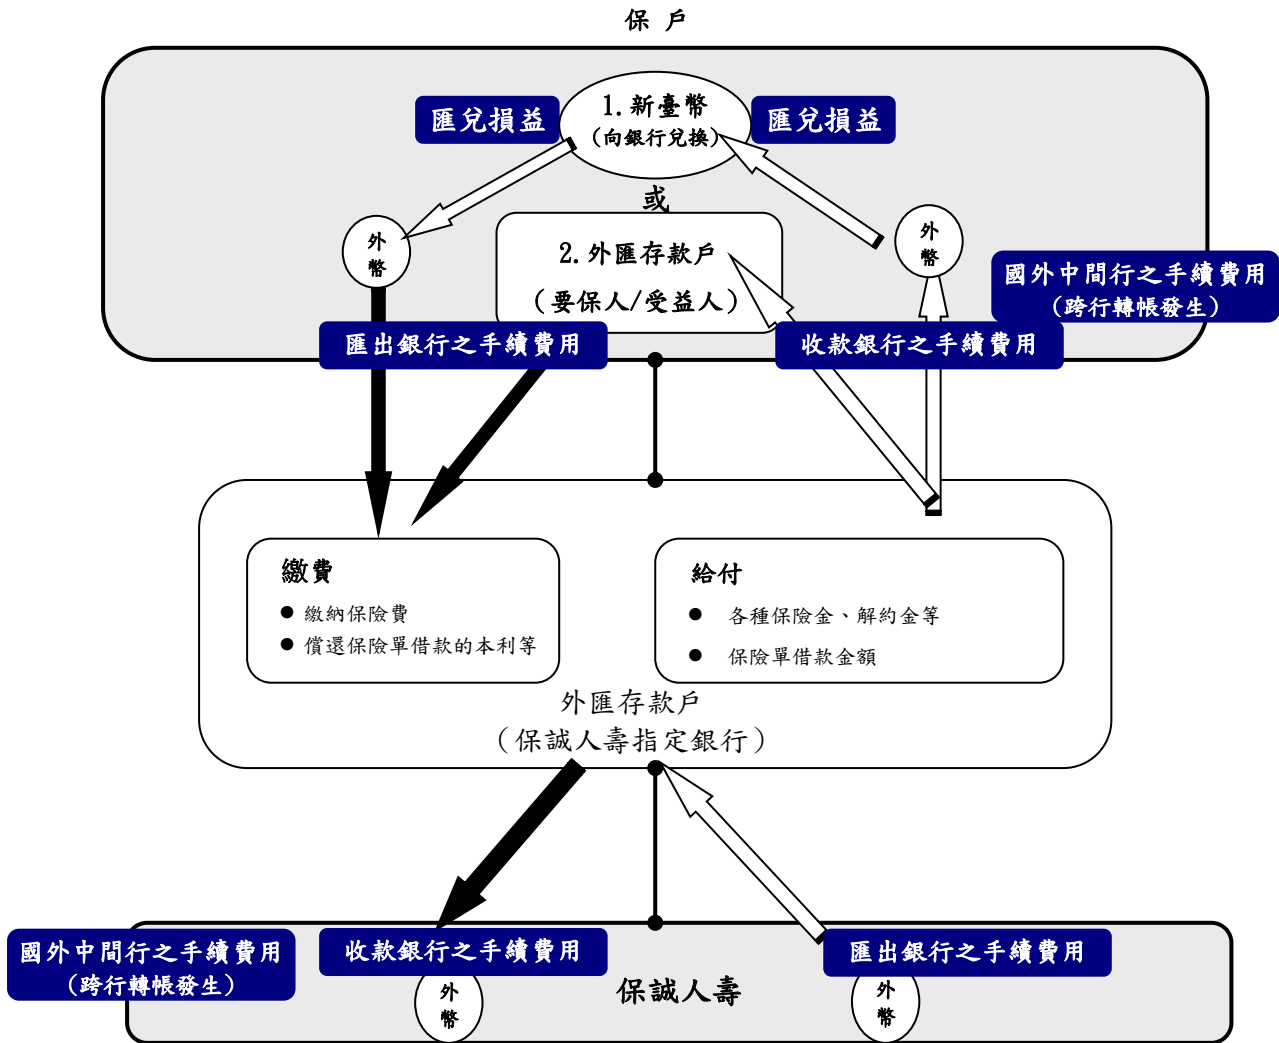 保 戶
匯兌損益
1.新臺幣
(向銀行兌換)
匯兌損益
或
外
幣
2.外匯存款戶
(要保人/受益人)
外
幣
國外中間行之手續費用
(跨行轉帳發生)
匯出銀行之手續費用
收款銀行之手續費用
繳費
● 繳納保險費
● 償還保險單借款的本利等
給付
● 各種保險金、解約金等
● 保險單借款金額
外匯存款戶
(保誠人壽指定銀行)
國外中間行之手續費用
(跨行轉帳發生)
收款銀行之手續費用
外
幣
保誠人壽
匯出銀行之手續費用
外
幣